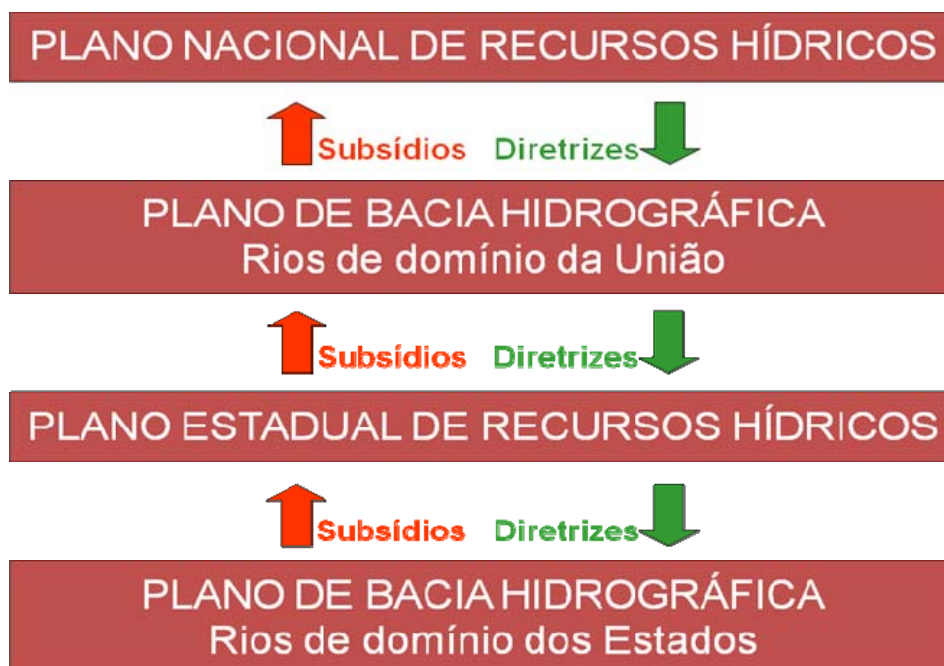 PLANO NACIONAL DE RECURSOS HÍDRICOS
Subsídios Diretrizes
PLANO DE BACIA HIDROGRÁFICA
Rios de domínio da União
Subsídios Diretrizes
PLANO ESTADUAL DE RECURSOS HÍDRICOS
Subsídios Diretrizes
PLANO DE BACIA HIDROGRÁFICA
Rios de domínio dos Estados